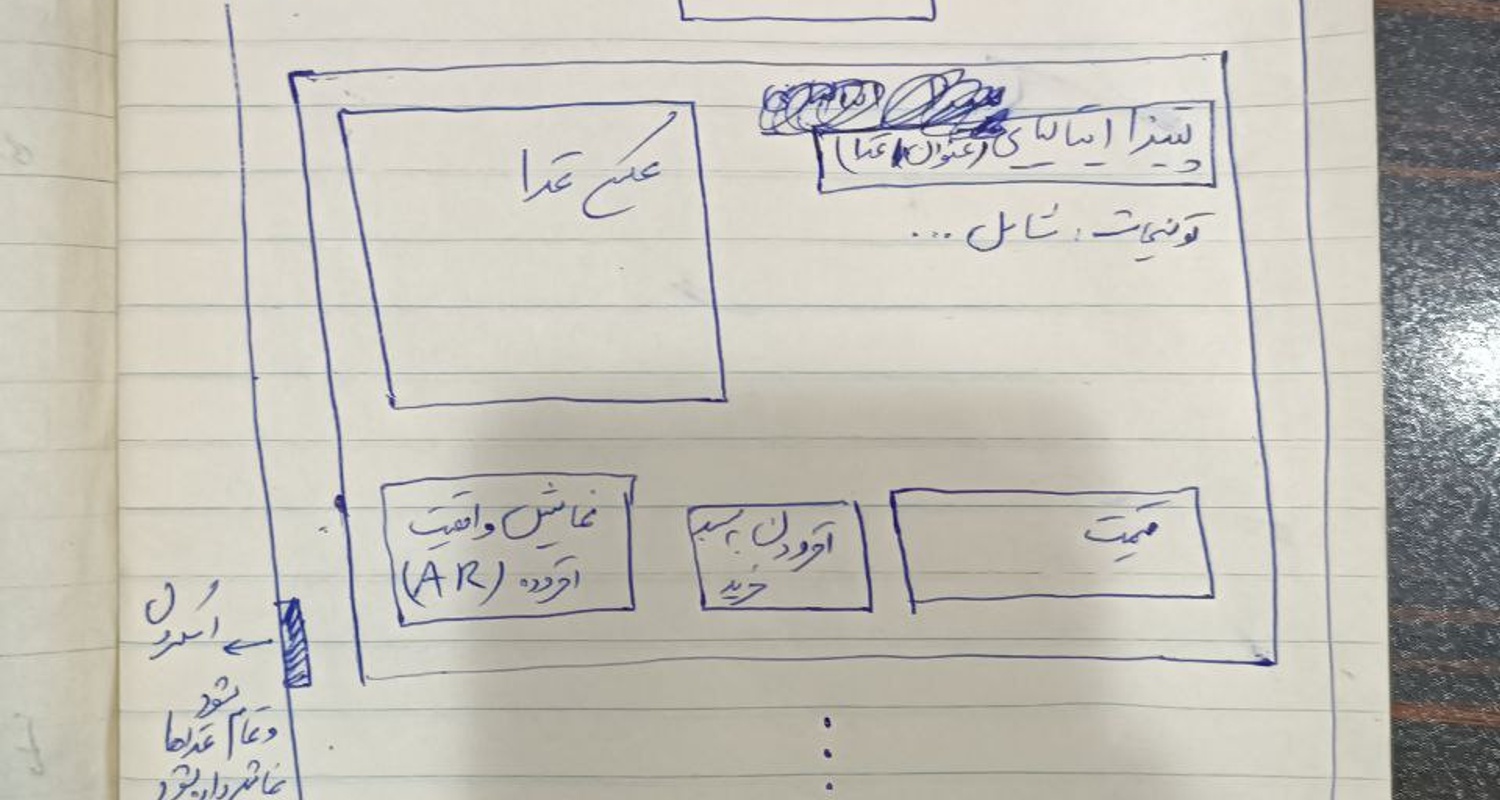 پیتزا ایتالیای (عنوان غذا)
توضیحات: شامل ...
عکس غذا
قیمت
افزودن به سبد
خرید
نمایش واقعیت
افزوده (AR)
اسکرول
شود
و تمام غذاها
نمایش داده شود